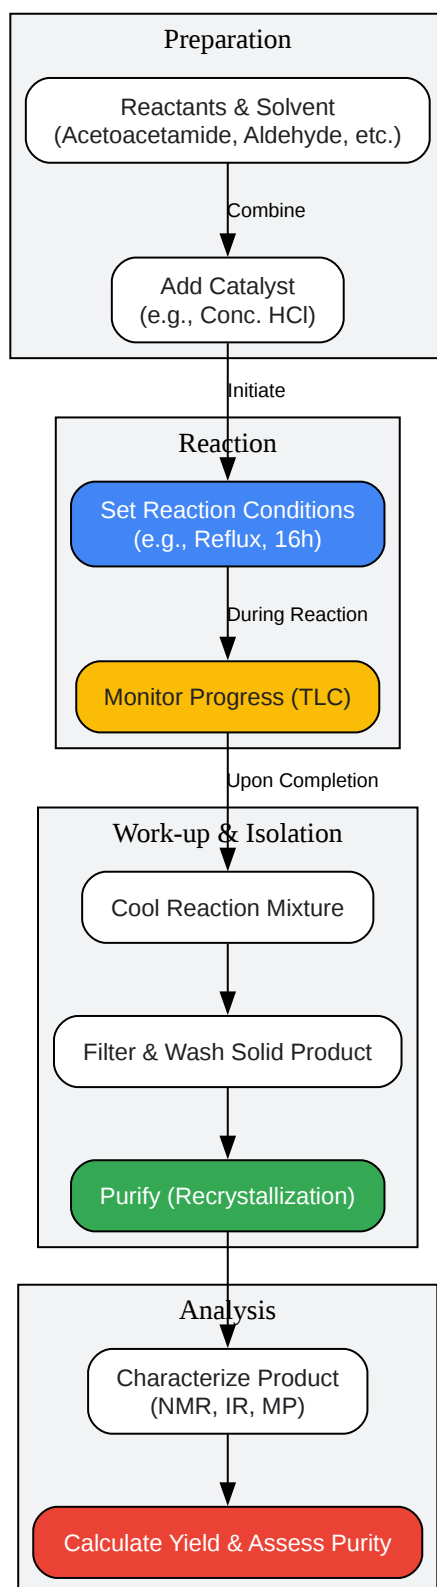 Preparation
Reactants & Solvent
(Acetoacetamide, Aldehyde, etc.)
Combine
Add Catalyst
(e.g., Conc. HCl)
Initiate
Reaction
Set Reaction Conditions
(e.g., Reflux, 16h)
During Reaction
Monitor Progress (TLC)
Upon Completion
Work-up & Isolation
Cool Reaction Mixture
Filter & Wash Solid Product
Purify (Recrystallization)
Analysis
Characterize Product
(NMR, IR, MP)
Calculate Yield & Assess Purity